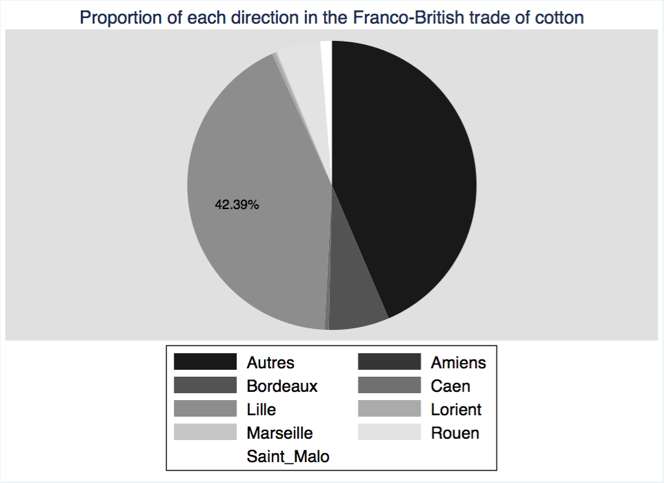 Proportion of each direction in the Franco-British trade of cotton
42.39%
Autres Amiens
Bordeaux Caen
Lille Lorient
Marseille Rouen
Saint_Malo